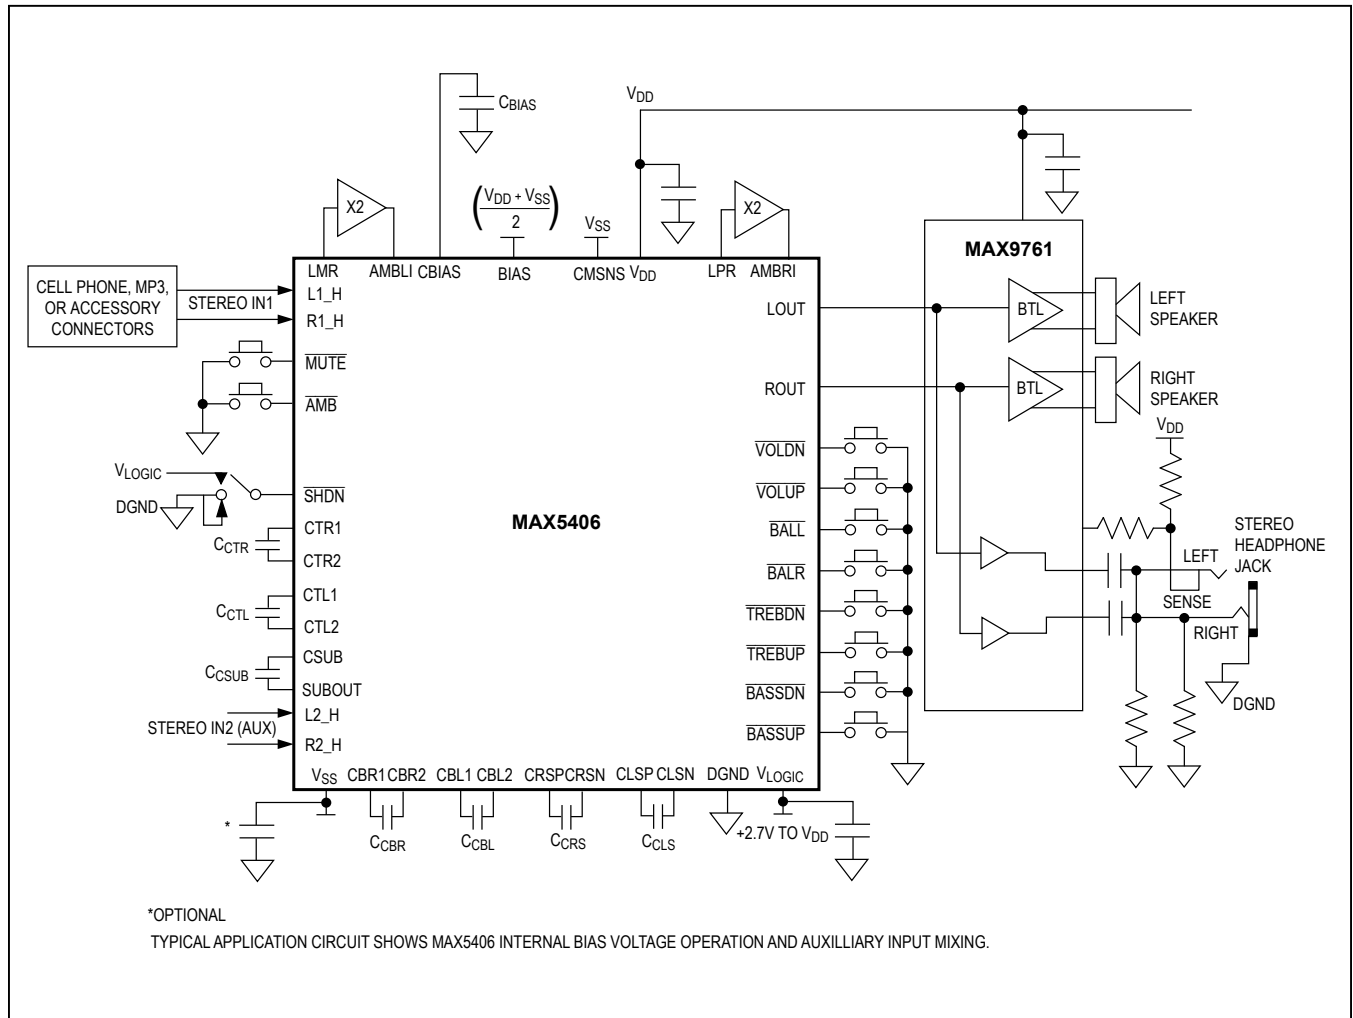 CBIAS
VDD
X2
(VDD + VSS)
2
VSS
X2
MAX9761
LMR AMBLI CBIAS BIAS CMSNS VDD LPR AMBRI
CELL PHONE, MP3,
OR ACCESSORY
CONNECTORS
STEREO IN1
L1_H
R1_H
LOUT
BTL
LEFT
SPEAKER
MUTE
AMB
ROUT
BTL
RIGHT
SPEAKER
VDD
VOLDN
VLOGIC
DGND
SHDN
VOLUP
MAX5406
CCTR
CTR1
CTR2
BALL
BALR
STEREO
HEADPHONE
JACK
LEFT
SENSE
RIGHT
DGND
CCTL
CTL1
CTL2
TREBDN
TREBUP
CCSUB
CSUB
SUBOUT
BASSDN
BASSUP
STEREO IN2 (AUX)
L2_H
R2_H
VSS CBR1 CBR2 CBL1 CBL2 CRSP CRSN CLSP CLSN DGND VLOGIC
*
CCBR
CCBL
CCRS
CCLS
+2.7V TO VDD
*OPTIONAL
TYPICAL APPLICATION CIRCUIT SHOWS MAX5406 INTERNAL BIAS VOLTAGE OPERATION AND AUXILLIARY INPUT MIXING.